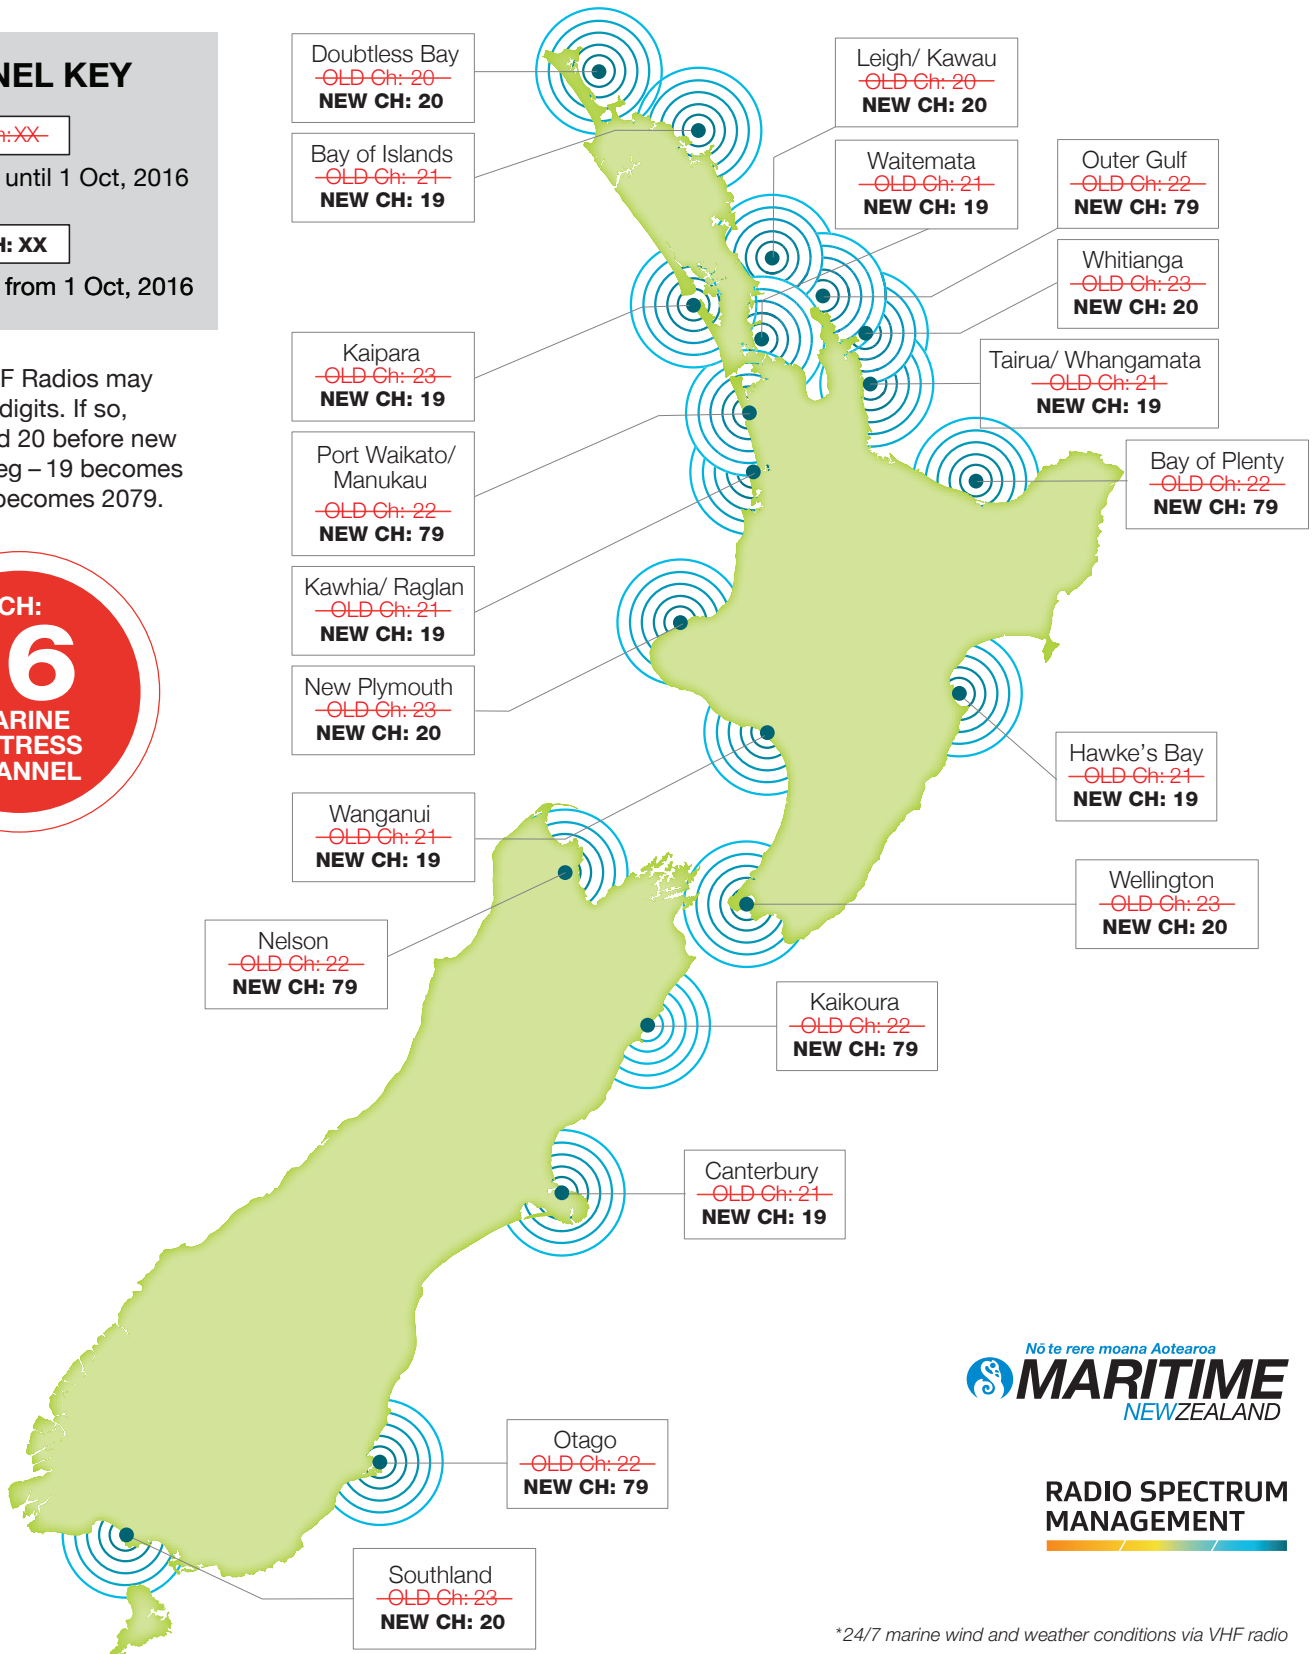 NEL KEY
h: XX
until 1 Oct, 2016
H: XX
from 1 Oct, 2016
F Radios may
digits. If so,
d 20 before new
eg – 19 becomes
becomes 2079.
CH:
6
ARINE
TRESS
ANNEL
Doubtless Bay
OLD Ch: 20
NEW CH: 20
Bay of Islands
OLD Ch: 21
NEW CH: 19
Leigh/ Kawau
OLD Ch: 20
NEW CH: 20
Waitemata
OLD Ch: 21
NEW CH: 19
Outer Gulf
OLD Ch: 22
NEW CH: 79
Whitianga
OLD Ch: 23
NEW CH: 20
Kaipara
OLD Ch: 23
NEW CH: 19
Tairua/ Whangamata
OLD Ch: 21
NEW CH: 19
Port Waikato/
Manukau
OLD Ch: 22
NEW CH: 79
Bay of Plenty
OLD Ch: 22
NEW CH: 79
Kawhia/ Raglan
OLD Ch: 21
NEW CH: 19
New Plymouth
OLD Ch: 23
NEW CH: 20
Hawke's Bay
OLD Ch: 21
NEW CH: 19
Wanganui
OLD Ch: 21
NEW CH: 19
Wellington
OLD Ch: 23
NEW CH: 20
Nelson
OLD Ch: 22
NEW CH: 79
Kaikoura
OLD Ch: 22
NEW CH: 79
Canterbury
OLD Ch: 21
NEW CH: 19
Otago
OLD Ch: 22
NEW CH: 79
Southland
OLD Ch: 23
NEW CH: 20
Nō te rere moana Aotearoa
MARITIME
NEWZEALAND
RADIO SPECTRUM
MANAGEMENT
*24/7 marine wind and weather conditions via VHF radio